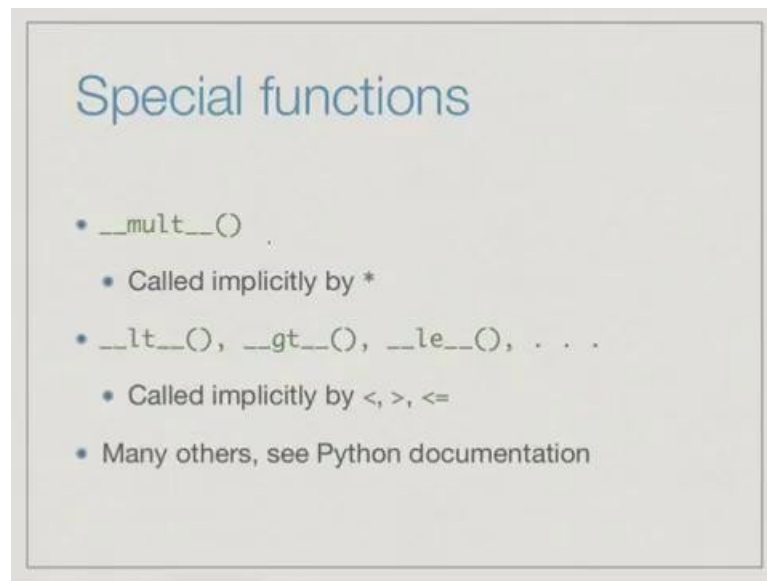 Special functions
• __mult__()
• Called implicitly by *
• __lt__(), __gt__(), __le__(), . . .
• Called implicitly by <, >, <=
• Many others, see Python documentation